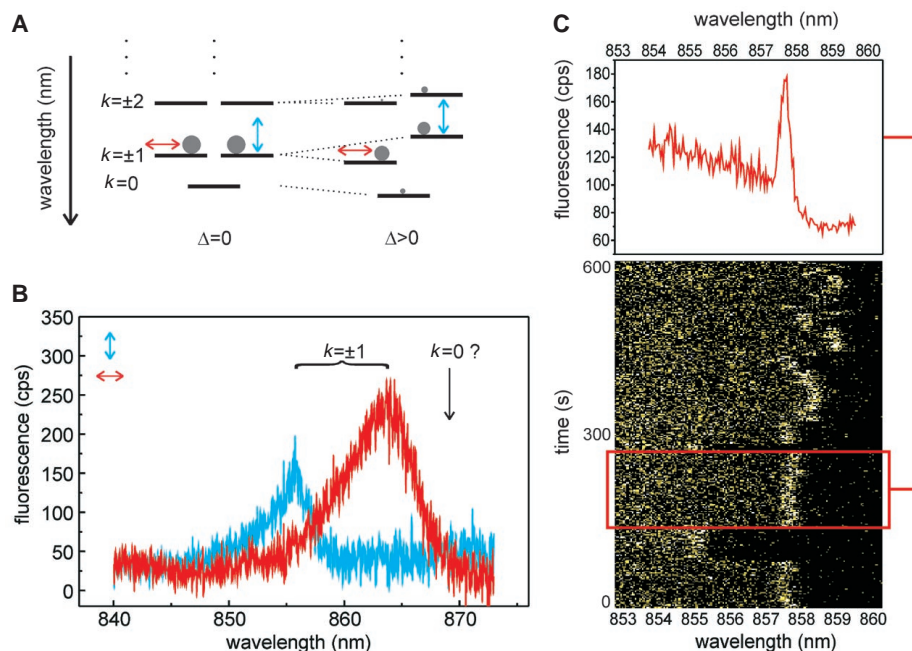 A
wavelength (nm)
k=±2
k=±1
k=0
Δ=0
Δ>0
B
fluorescence (cps)
350
300
250
200
150
100
50
0
k=±1
k=0 ?
840
850
860
870
wavelength (nm)
C
wavelength (nm)
853 854 855 856 857 858 859 860
fluorescence (cps)
180
160
140
120
100
80
60
time (s)
600
300
0
853 854 855 856 857 858 859 860
wavelength (nm)